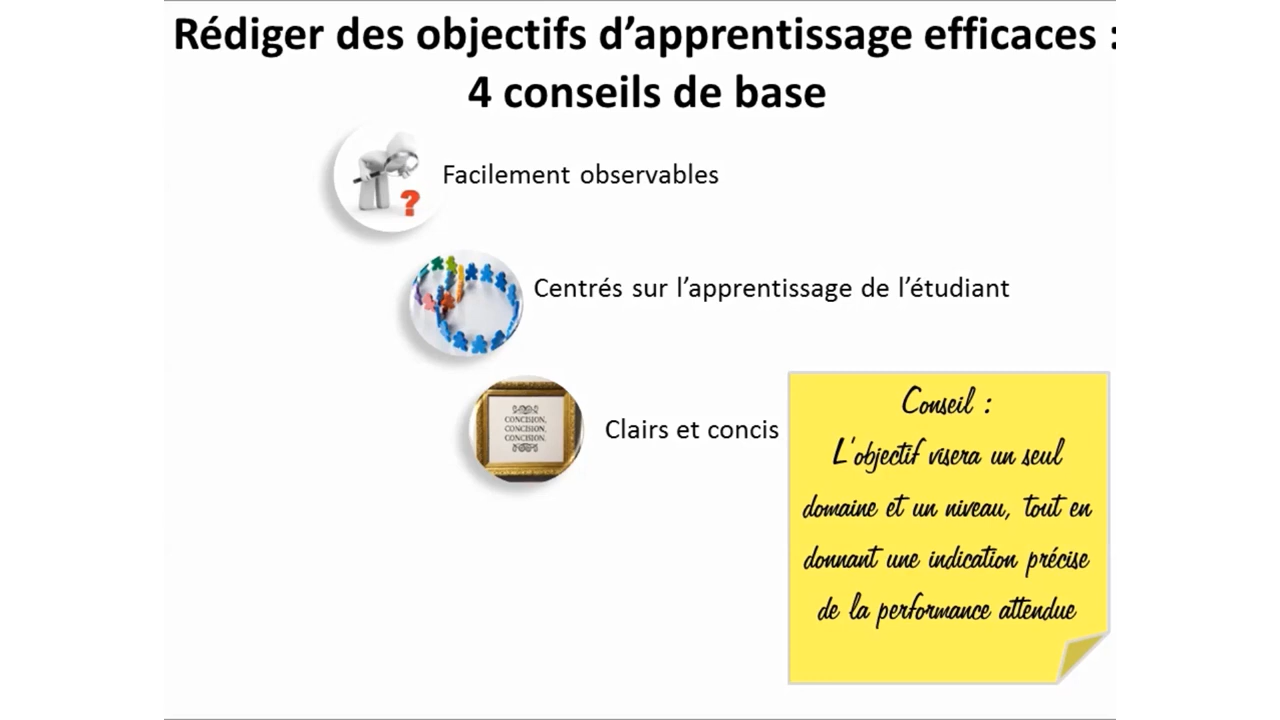 Rédiger des objectifs d’apprentissage efficaces :
4 conseils de base
Facilement observables
?
Centrés sur l’apprentissage de l’étudiant
CONCISION,
CONCISION,
CONCISION.
Clairs et concis
Conseil :
L'objectif visera un seul
domaine et un niveau, tout en
donnant une indication précise
de la performance attendue